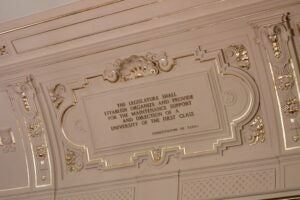 THE LEGISLATURE SHALL
ESTABLISH ORGANIZE AND PROVIDE
FOR THE MAINTENANCE SUPPORT
AND DIRECTION OF A
UNIVERSITY OF THE FIRST CLASS
CONSTITUTION OF TEXAS